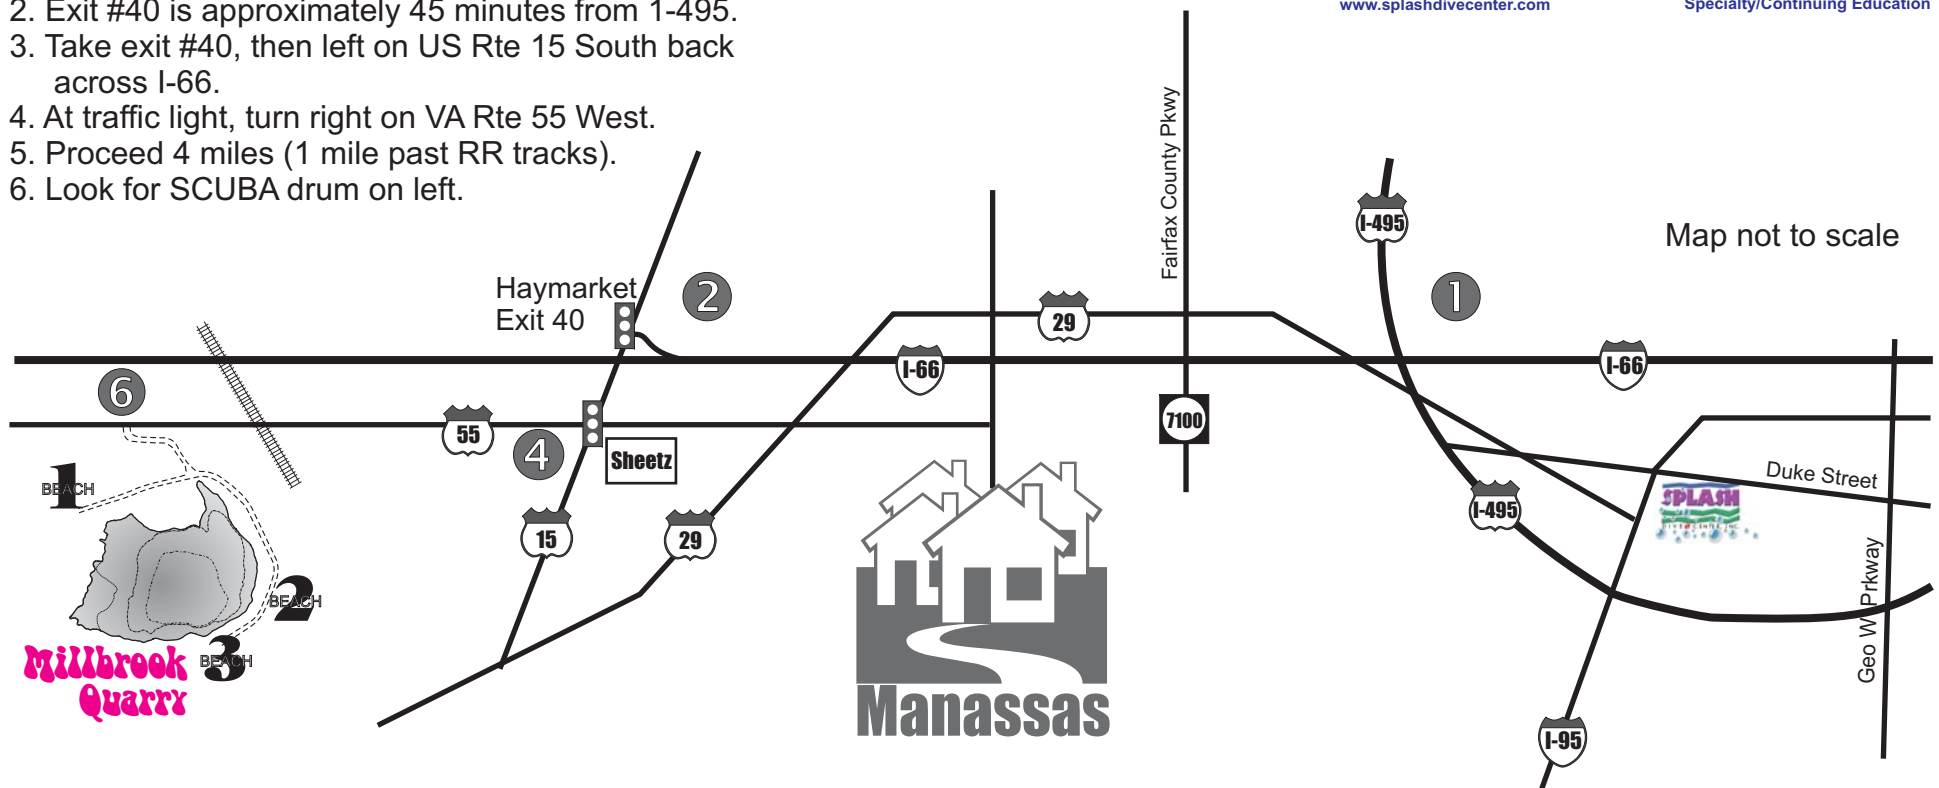 2. Exit #40 is approximately 45 minutes from 1-495.
3. Take exit #40, then left on US Rte 15 South back
across I-66.
4. At traffic light, turn right on VA Rte 55 West.
5. Proceed 4 miles (1 mile past RR tracks).
6. Look for SCUBA drum on left.
www.splashdivecenter.com
Specialty/Continuing Education
Fairfax County Pkwy
I-495
Map not to scale
Haymarket
Exit 40
2
1
29
I-66
I-66
6
55
4
Sheetz
7100
1
BEACH
Duke Street
SPLASH
DIVE CENTER, INC.
I-495
15
29
2
BEACH
3
BEACH
Geo W Prkway
Millbrook
Quarry
Manassas
I-95